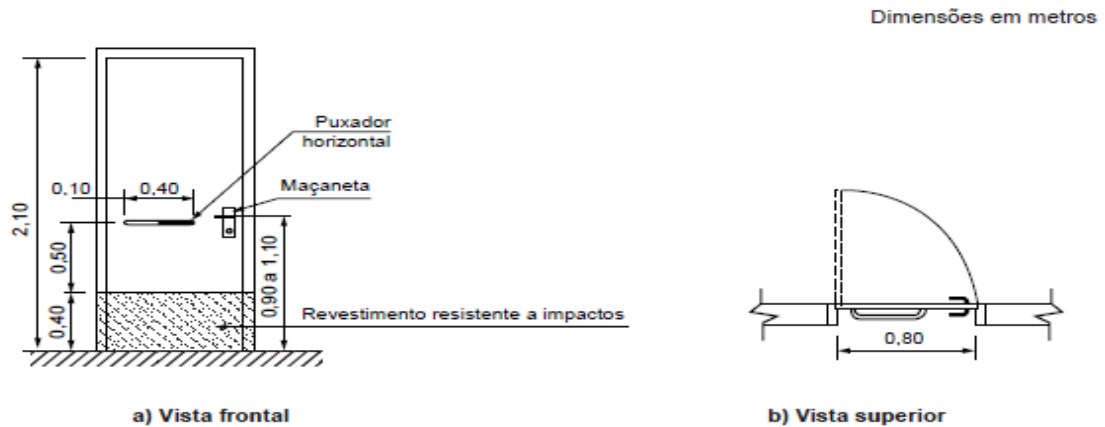 Dimensões em metros
Puxador
horizontal
0,10
0,40
Maçaneta
2,10
0,50
0,90 a 1,10
0,40
Revestimento resistente a impactos
0,80
a) Vista frontal
b) Vista superior